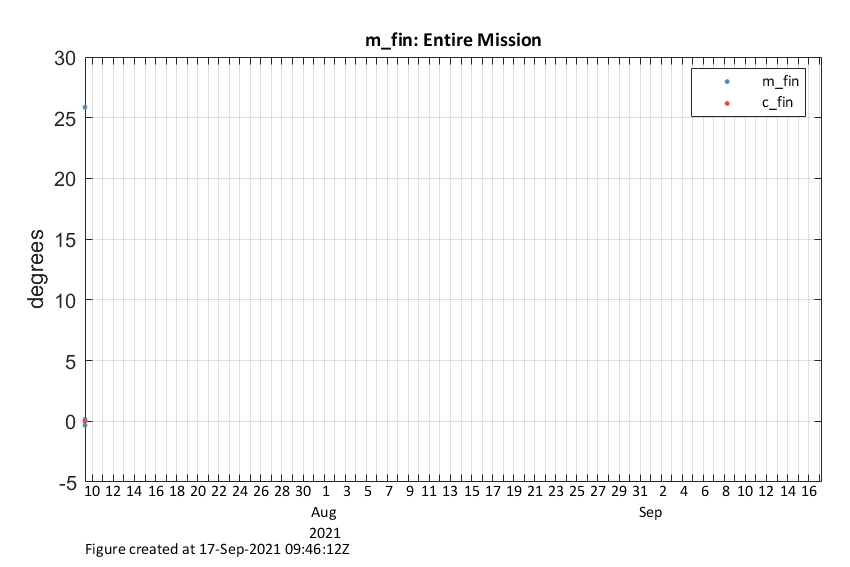 m_fin: Entire Mission
30
25
20
15
10
5
0
-5
degrees
m_fin
c_fin
10 12 14 16 18 20 22 24 26 28 30 1 3 5 7 9 11 13 15 17 19 21 23 25 27 29 31 2 4 6 8 10 12 14 16
Aug Sep
2021
Figure created at 17-Sep-2021 09:46:12Z